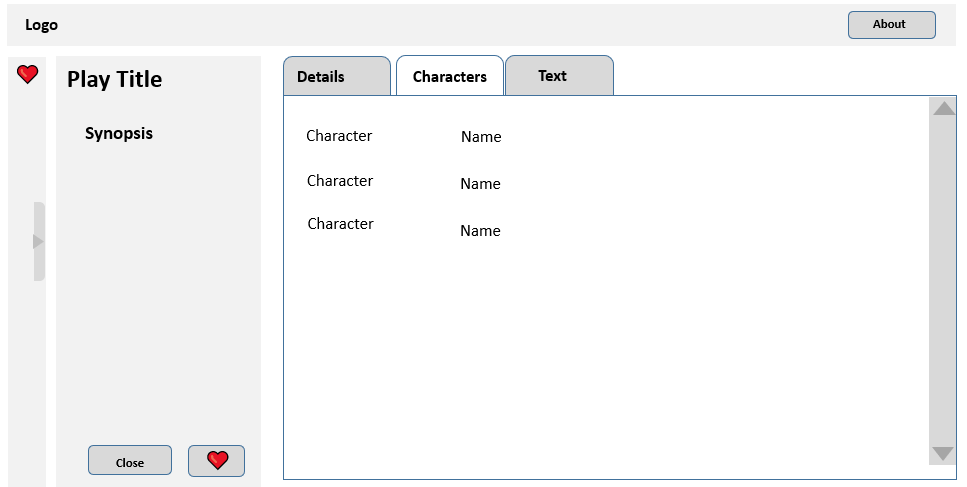 Logo
About
Play Title
Synopsis
Close
Details
Characters
Text
Character Name
Character Name
Character Name